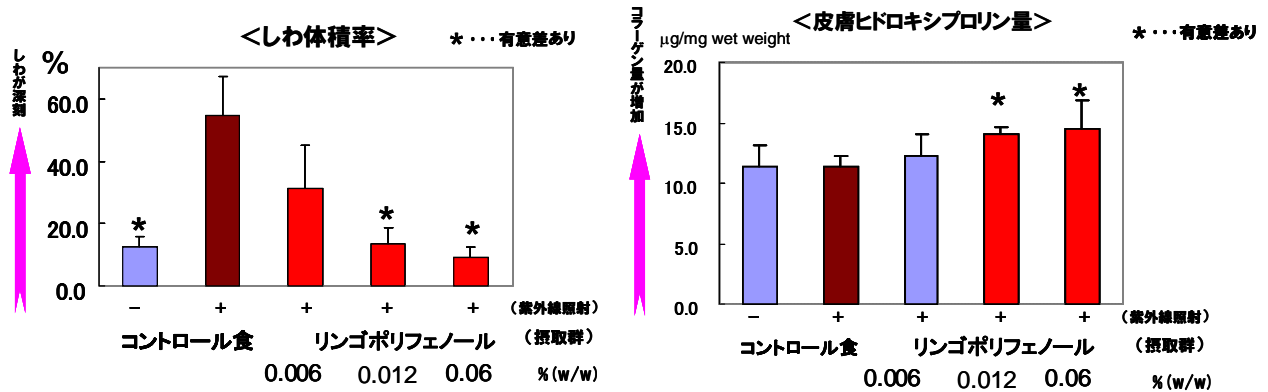 <しわ体積率>
*・・・有意差あり
しわが深刻
%
60.0
40.0
20.0
0.0
* * *
− + + + + (紫外線照射)
コントロール食 リンゴポリフェノール (摂取群)
0.006 0.012 0.06 %(w/w)
<皮膚ヒドロキシプロリン量>
*・・・有意差あり
コラーゲン量が増加
μg/mg wet weight
20.0
15.0
10.0
5.0
0.0
* *
− + + + + (紫外線照射)
コントロール食 リンゴポリフェノール (摂取群)
0.006 0.012 0.06 %(w/w)